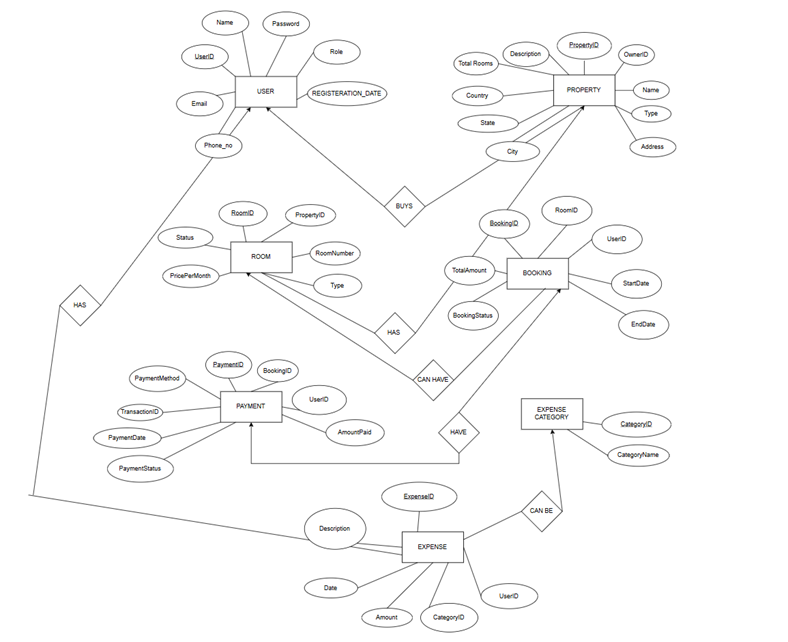 Name
Password
UserID
Role
USER
REGISTERATION_DATE
Email
Phone_no
PropertyID
Description
OwnerID
Total Rooms
PROPERTY
Name
Country
Type
State
City
Address
BUYS
RoomID
PropertyID
Status
ROOM
RoomNumber
PricePerMonth
Type
BookingID
RoomID
UserID
TotalAmount
BOOKING
StartDate
BookingStatus
EndDate
HAS
HAS
CAN HAVE
PaymentID
BookingID
PaymentMethod
UserID
PAYMENT
TransactionID
AmountPaid
PaymentDate
PaymentStatus
HAVE
EXPENSE
CATEGORY
CategoryID
CategoryName
ExpenseID
CAN BE
Description
EXPENSE
Date
UserID
Amount
CategoryID